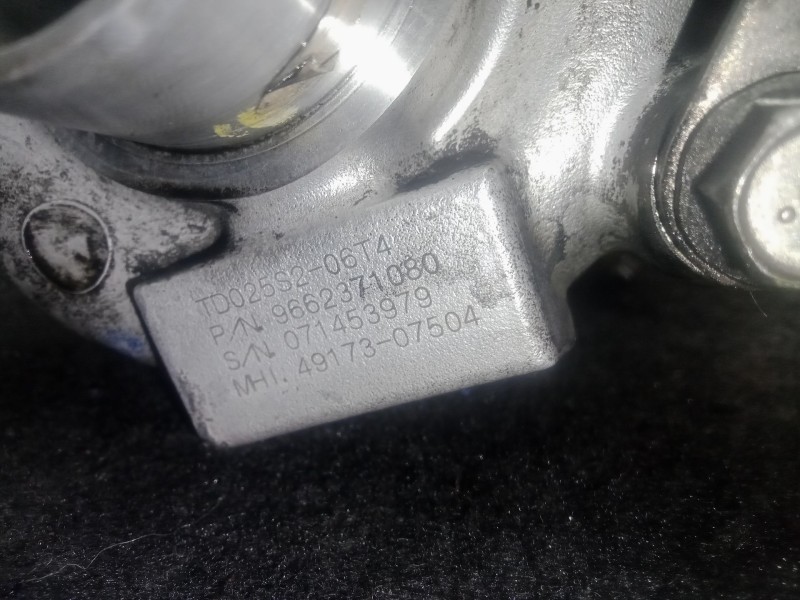 TD025S2-06T4
P/N. 9662371080
S/N. 071453979
MHI. 49173-07504